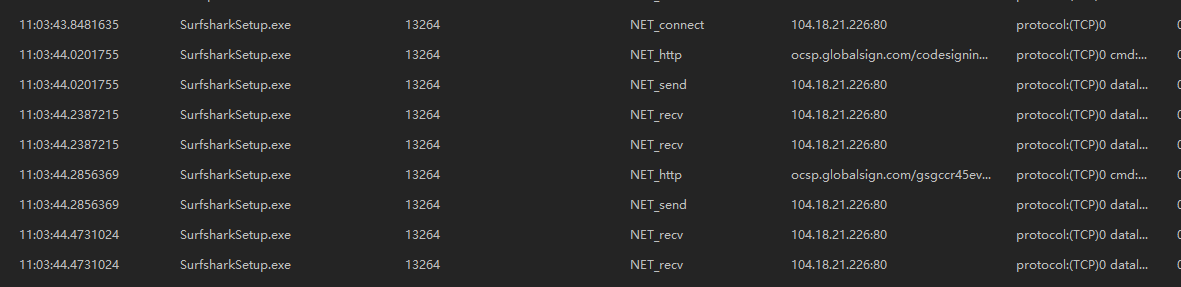 11:03:43.8481635 SurfsharkSetup.exe 13264 NET_connect 104.18.21.226:80 protocol:(TCP)0
11:03:44.0201755 SurfsharkSetup.exe 13264 NET_http ocsp.globalsign.com/codesignin... protocol:(TCP)0 cmd:...
11:03:44.0201755 SurfsharkSetup.exe 13264 NET_send 104.18.21.226:80 protocol:(TCP)0 datal...
11:03:44.2387215 SurfsharkSetup.exe 13264 NET_recv 104.18.21.226:80 protocol:(TCP)0 datal...
11:03:44.2387215 SurfsharkSetup.exe 13264 NET_recv 104.18.21.226:80 protocol:(TCP)0 datal...
11:03:44.2856369 SurfsharkSetup.exe 13264 NET_http ocsp.globalsign.com/gsgccr45ev... protocol:(TCP)0 cmd:...
11:03:44.2856369 SurfsharkSetup.exe 13264 NET_send 104.18.21.226:80 protocol:(TCP)0 datal...
11:03:44.4731024 SurfsharkSetup.exe 13264 NET_recv 104.18.21.226:80 protocol:(TCP)0 datal...
11:03:44.4731024 SurfsharkSetup.exe 13264 NET_recv 104.18.21.226:80 protocol:(TCP)0 datal...